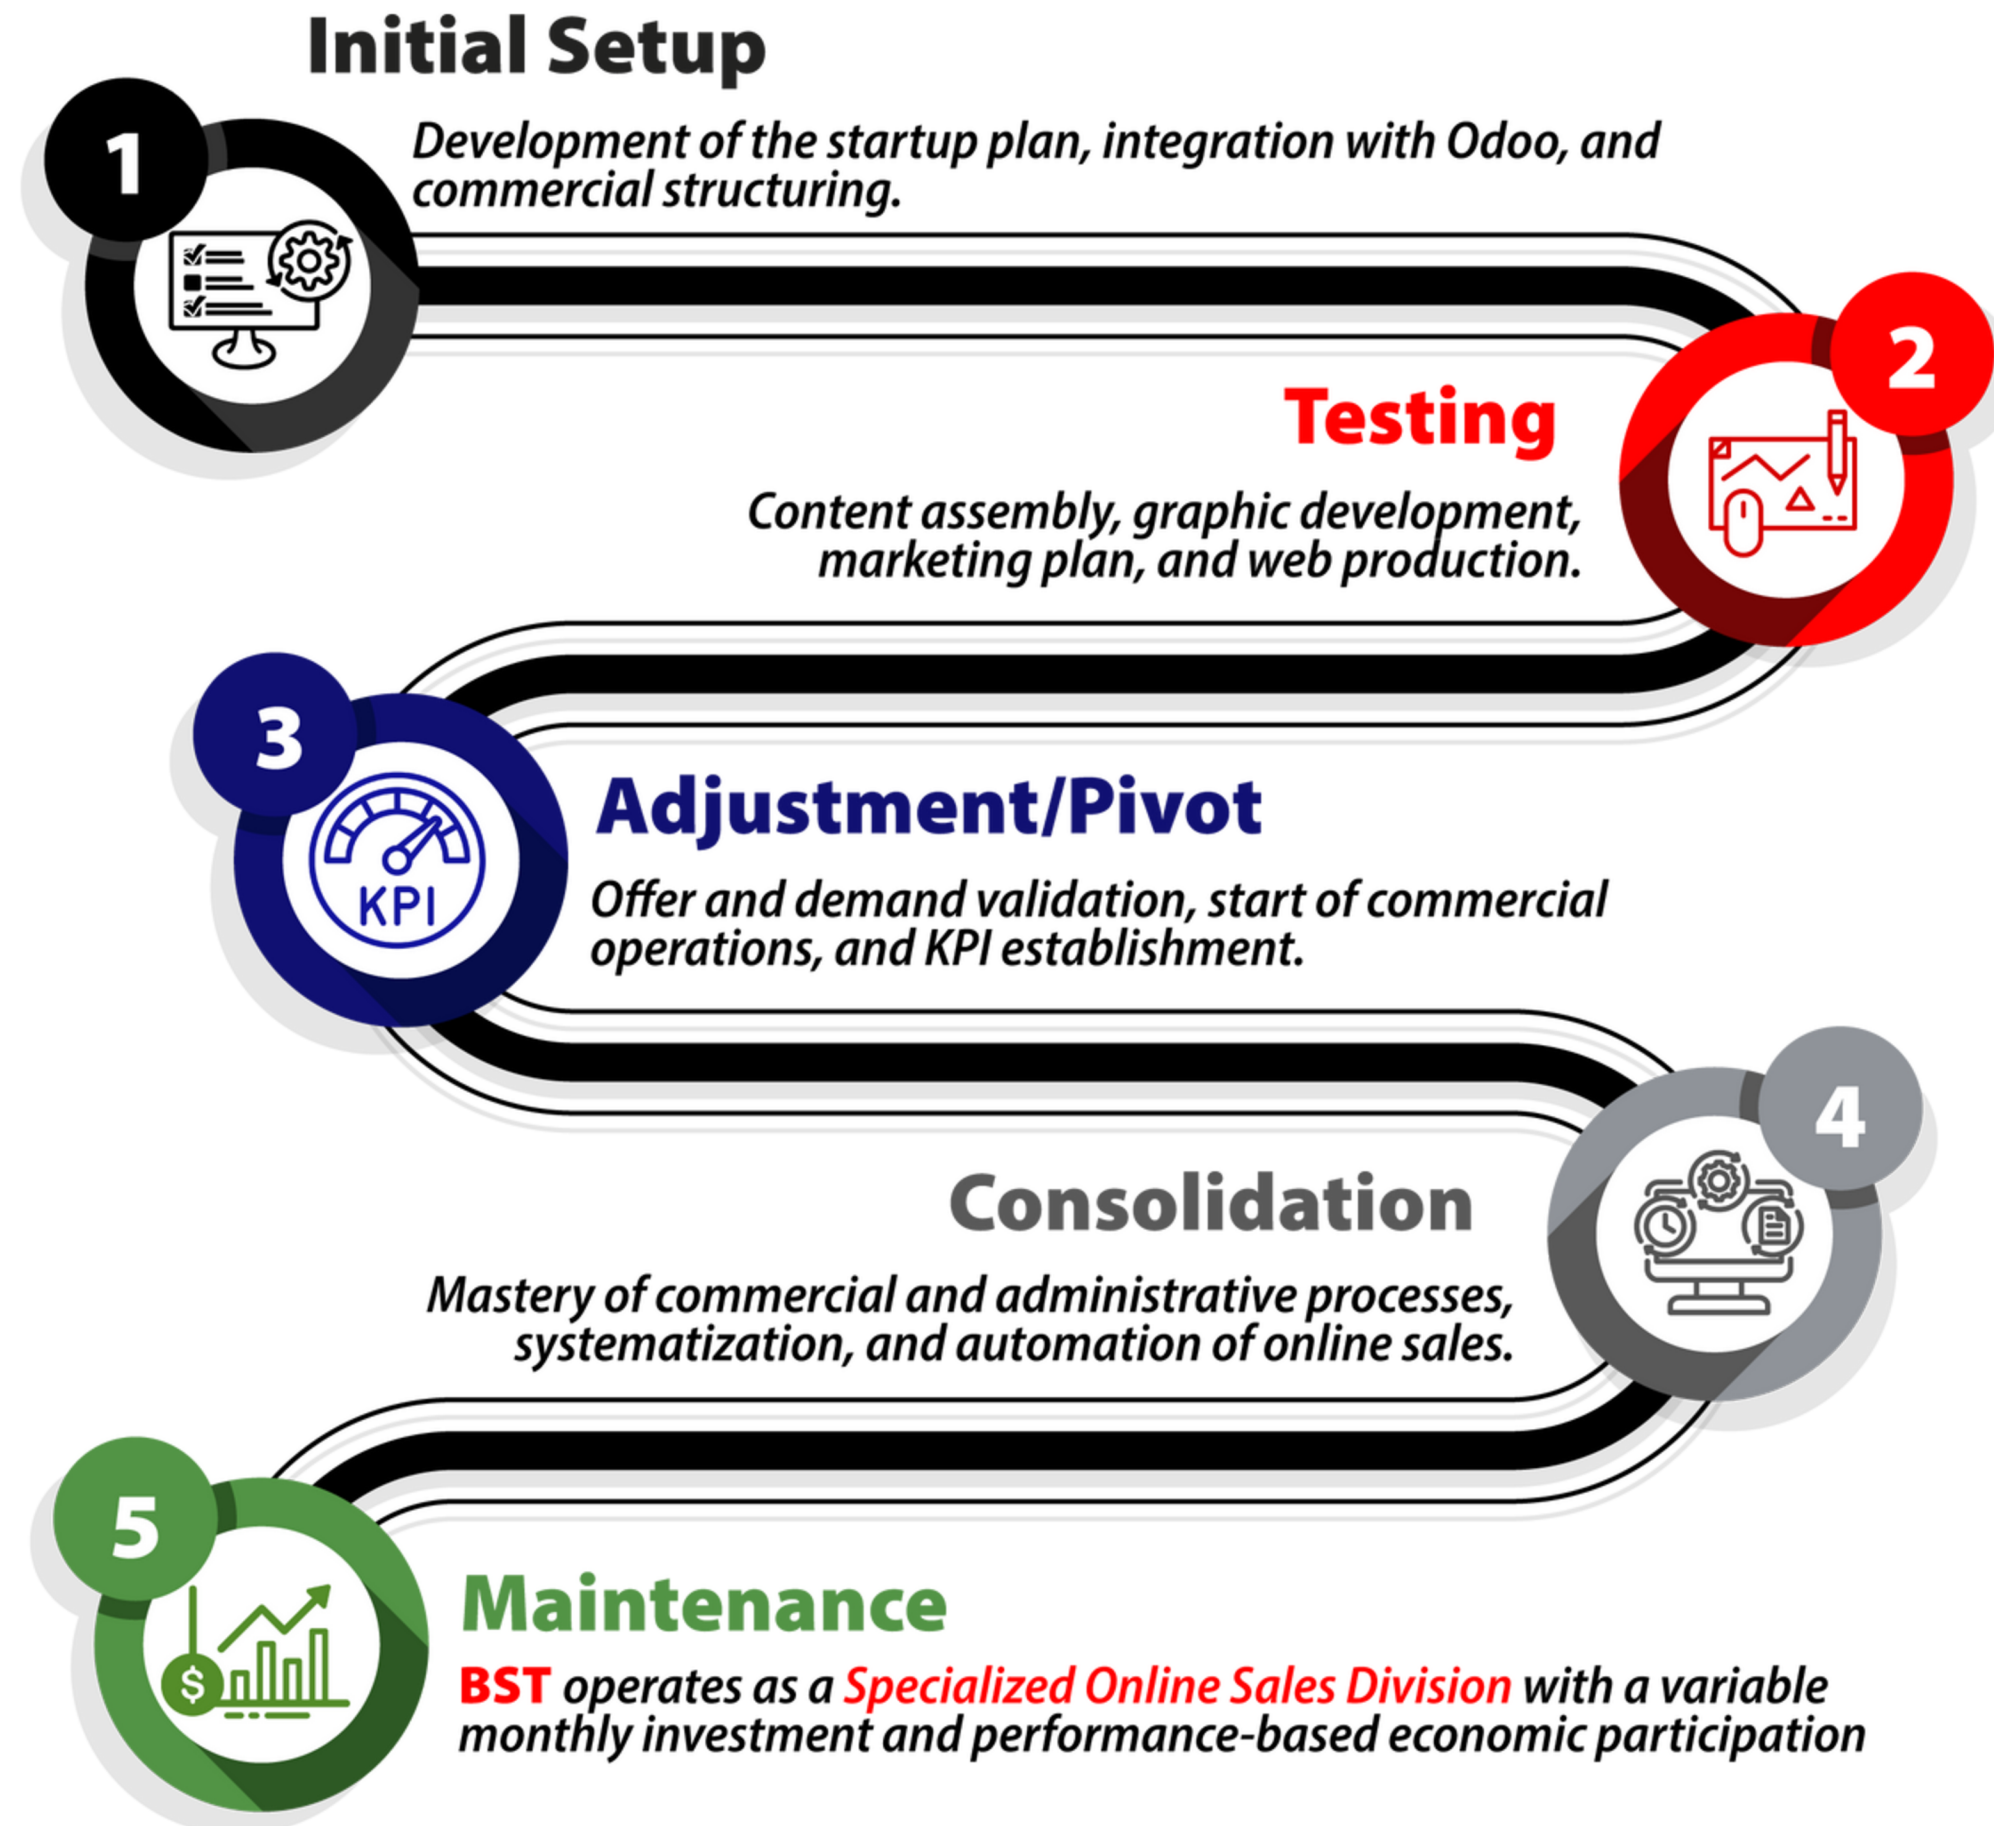 Initial Setup
1
Development of the startup plan, integration with Odoo, and
commercial structuring.
2
Testing
Content assembly, graphic development,
marketing plan, and web production.
3
KPI
Adjustment/Pivot
Offer and demand validation, start of commercial
operations, and KPI establishment.
4
Consolidation
Mastery of commercial and administrative processes,
systematization, and automation of online sales.
5
$
Maintenance
BST operates as a Specialized Online Sales Division with a variable
monthly investment and performance-based economic participation